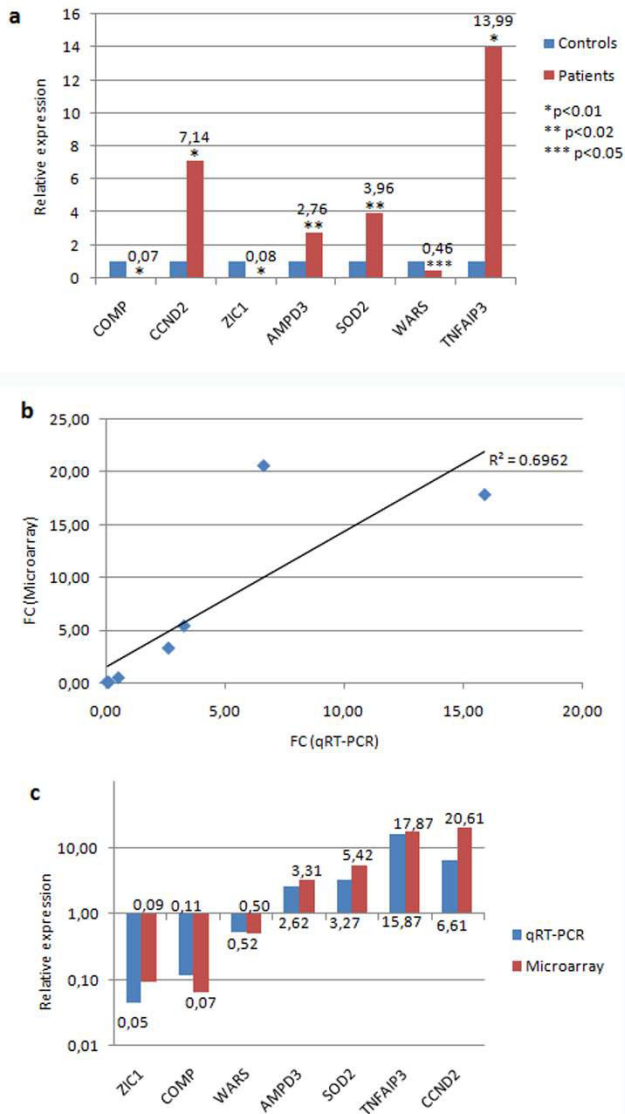 a
Relative expression
16
14
12
10
8
6
4
2
0
0,07
*
7,14
*
0,08
*
2,76
**
3,96
**
0,46
***
13,99
*
COMP
CCND2
ZIC1
AMPD3
SOD2
WARS
TNFAIP3
Controls
Patients
*p<0.01
** p<0.02
*** p<0.05
b
FC (Microarray)
25,00
20,00
15,00
10,00
5,00
0,00
R² = 0.6962
0,00
5,00
10,00
15,00
20,00
FC (qRT-PCR)
c
Relative expression
10,00
1,00
0,10
0,01
0,09
0,11
0,50
3,31
5,42
17,87
20,61
0,05
0,07
0,52
2,62
3,27
15,87
6,61
ZIC1
COMP
WARS
AMPD3
SOD2
TNFAIP3
CCND2
qRT-PCR
Microarray